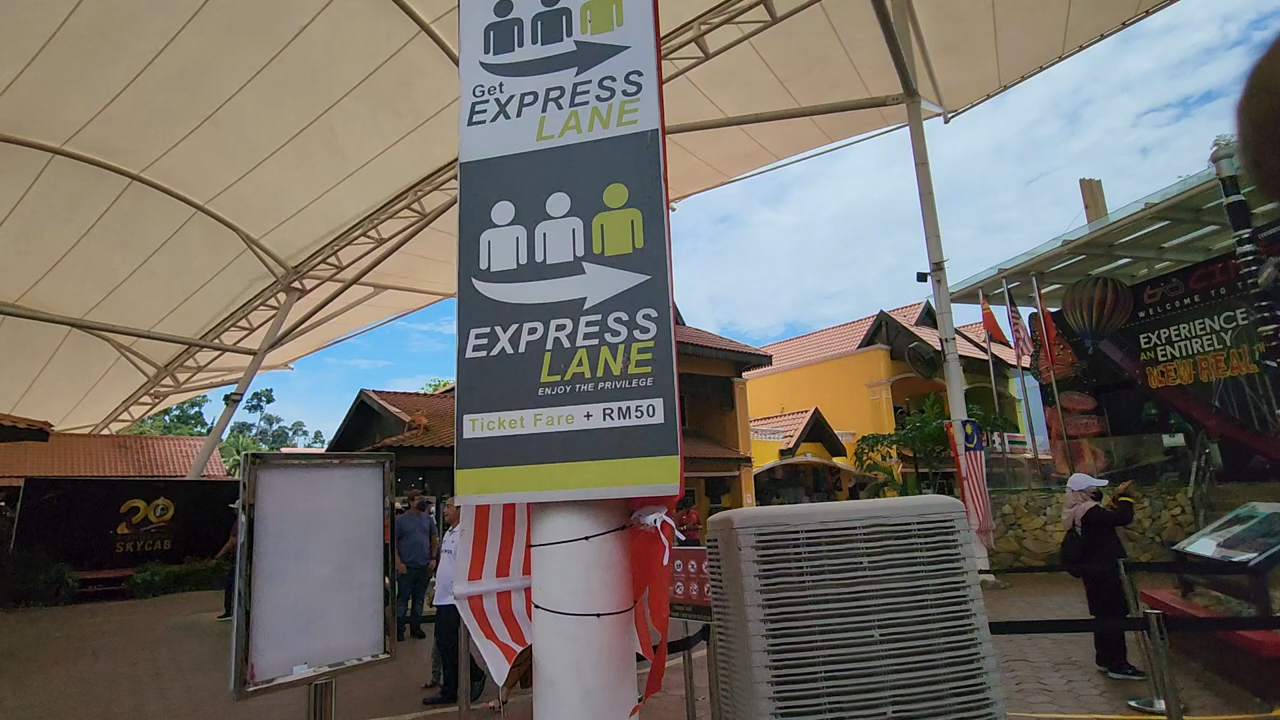 Get
EXPRESS
LANE
EXPRESS
LANE
ENJOY THE PRIVILEGE
Ticket Fare + RM50
20
SKYCAB
WELCOME TO
EXPERIENCE
AN ENTIRELY
NEW REAL